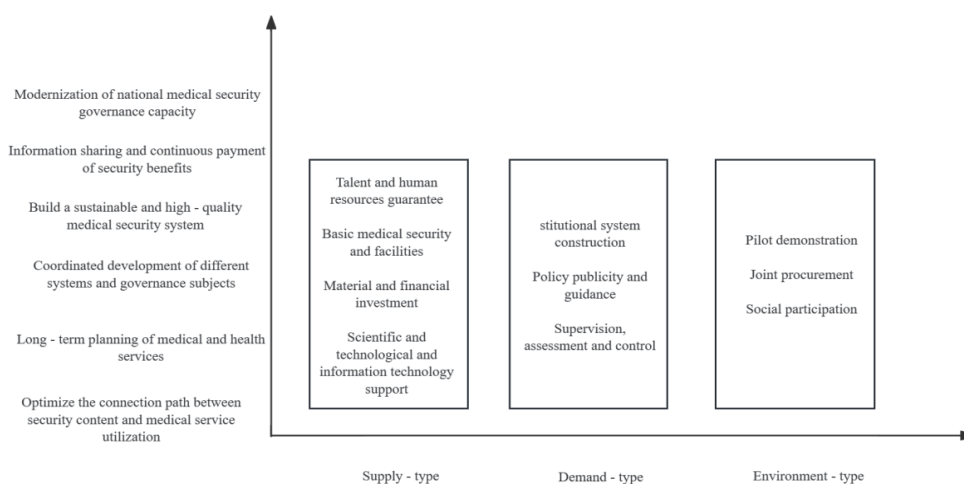 Modernization of national medical security
governance capacity
Information sharing and continuous payment
of security benefits
Build a sustainable and high - quality
medical security system
Coordinated development of different
systems and governance subjects
Long - term planning of medical and health
services
Optimize the connection path between
security content and medical service
utilization
Talent and human
resources guarantee
Basic medical security
and facilities
Material and financial
investment
Scientific and
technological and
information technology
support
stitutional system
construction
Policy publicity and
guidance
Supervision,
assessment and control
Pilot demonstration
Joint procurement
Social participation
Supply - type
Demand - type
Environment - type